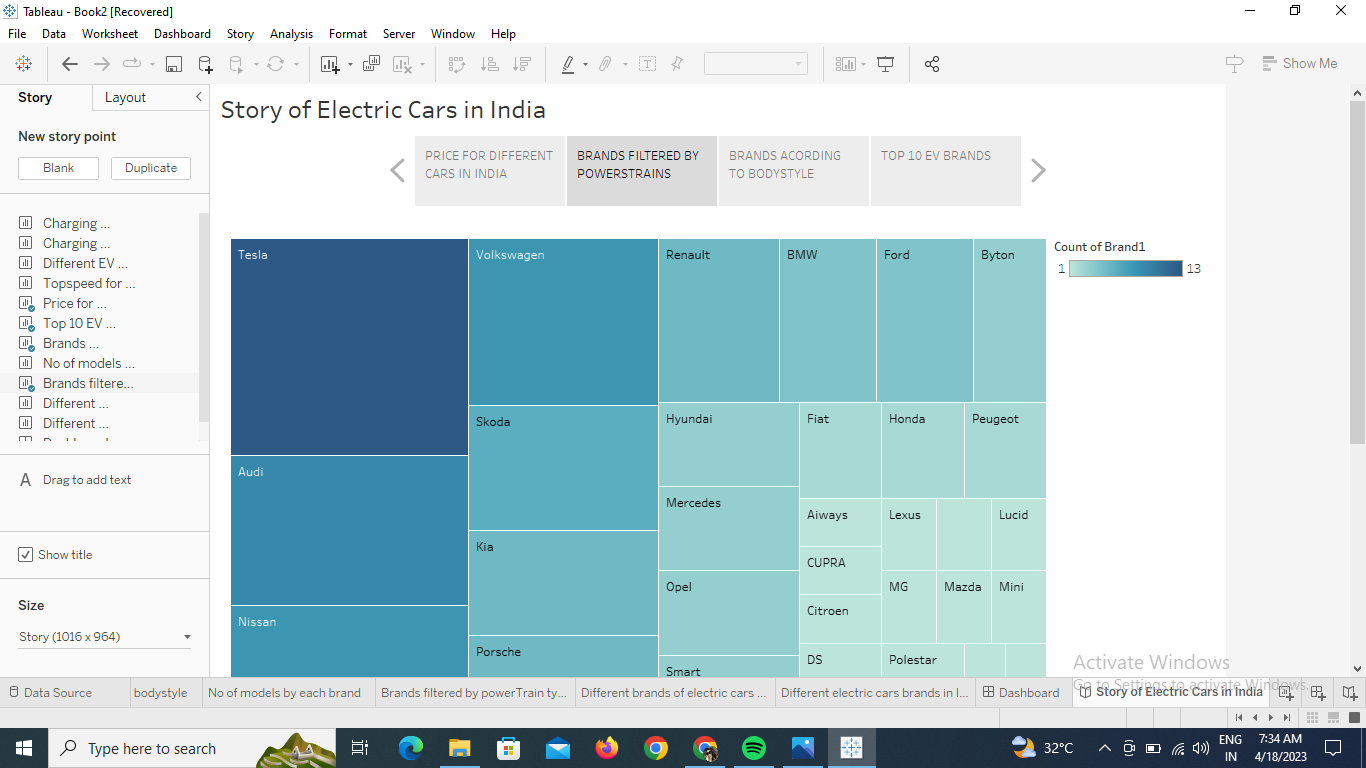 Tableau - Book2 [Recovered]
File Data Worksheet Dashboard Story Analysis Format Server Window Help
Show Me
Story Layout
New story point
Blank Duplicate
Charging ...
Charging ...
Different EV ...
Topspeed for ...
Price for ...
Top 10 EV ...
Brands ...
No of models ...
Brands filtere...
Different ...
Different ...
A Drag to add text
Show title
Size
Story (1016 x 964)
Story of Electric Cars in India
PRICE FOR DIFFERENT
CARS IN INDIA
BRANDS FILTERED BY
POWERSTRAINS
BRANDS ACORDING
TO BODYSTYLE
TOP 10 EV BRANDS
Tesla
Volkswagen
Renault
BMW
Ford
Byton
Count of Brand1
1 13
Hyundai
Fiat
Honda
Peugeot
Skoda
Audi
Mercedes
Aiways
Lexus
Lucid
Kia
CUPRA
Opel
MG
Mazda
Mini
Citroen
Nissan
Porsche
DS
Polestar
Smart
Activate Windows
Go to Settings to activate Windows.
Data Source
bodystyle
No of models by each brand
Brands filtered by powerTrain ty...
Different brands of electric cars ...
Different electric cars brands in I...
Dashboard
Story of Electric Cars in India
Type here to search
32°C
ENG
IN
7:34 AM
4/18/2023